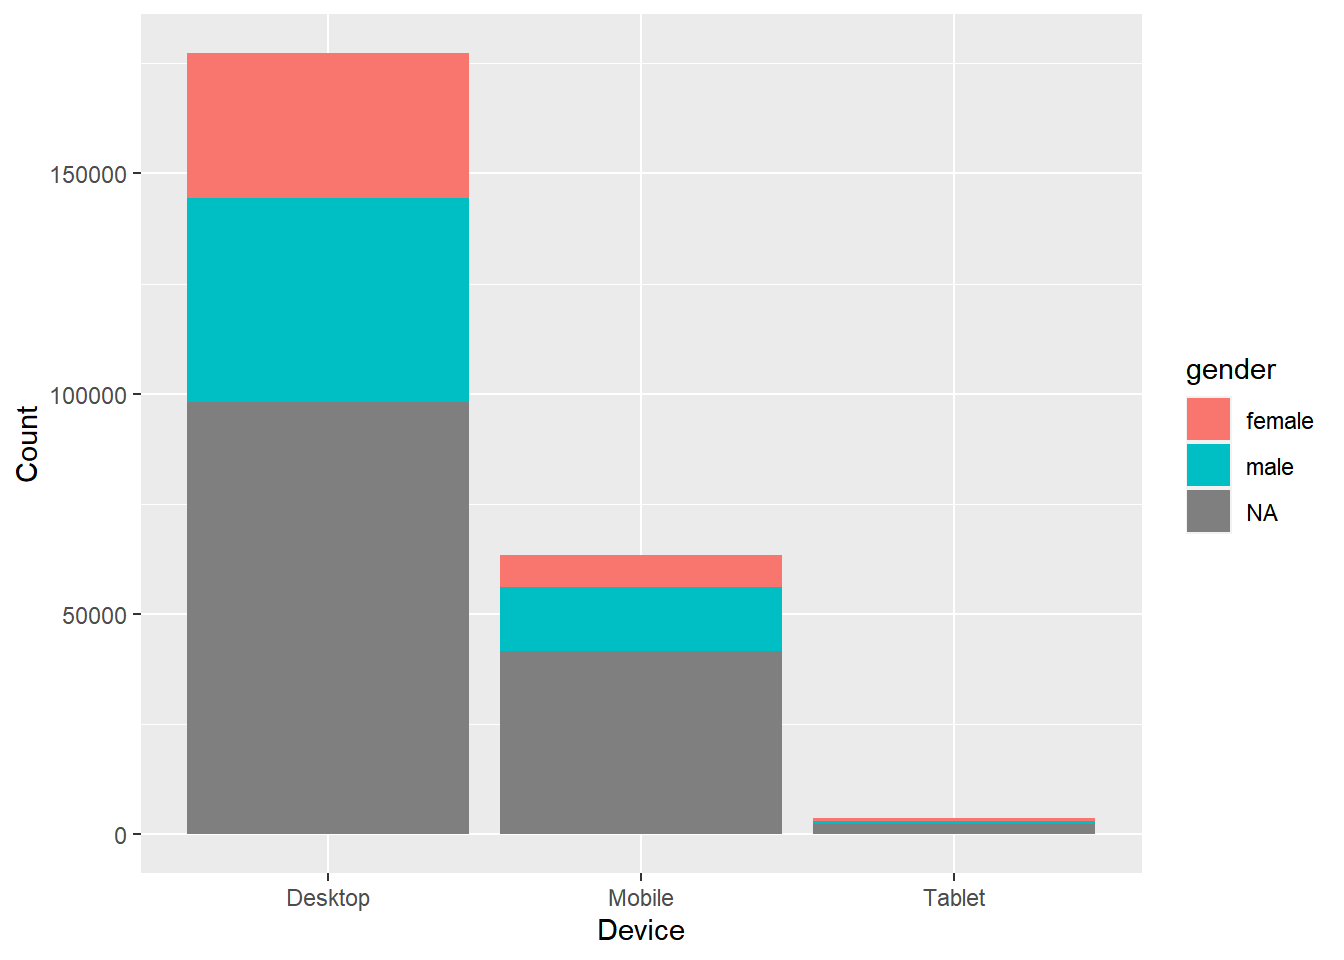 Count
150000
100000
50000
0
Desktop
Mobile
Tablet
Device
gender
female
male
NA